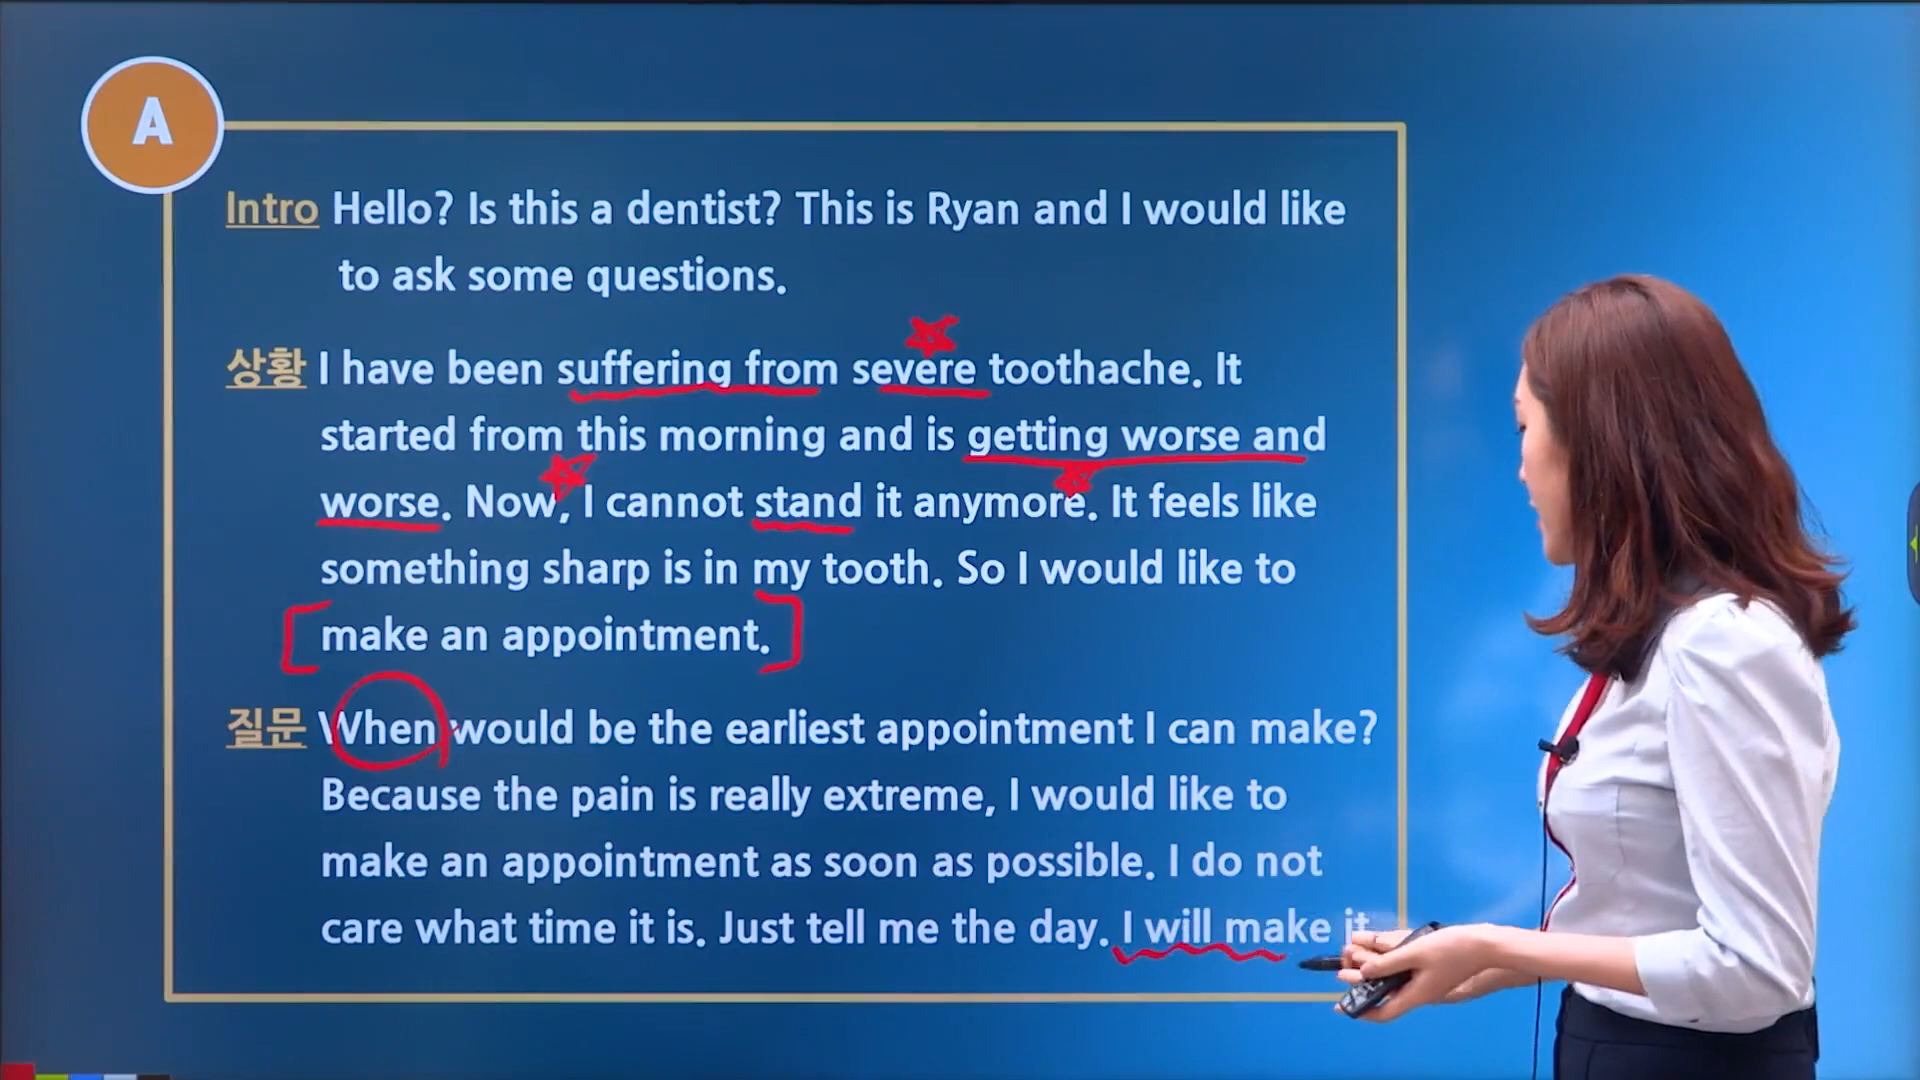 A
Intro Hello? Is this a dentist? This is Ryan and I would like
to ask some questions.
상황 I have been suffering from severe toothache. It
started from this morning and is getting worse and
worse. Now, I cannot stand it anymore. It feels like
something sharp is in my tooth. So I would like to
make an appointment.
질문 When would be the earliest appointment I can make?
Because the pain is really extreme, I would like to
make an appointment as soon as possible. I do not
care what time it is. Just tell me the day. I will make it